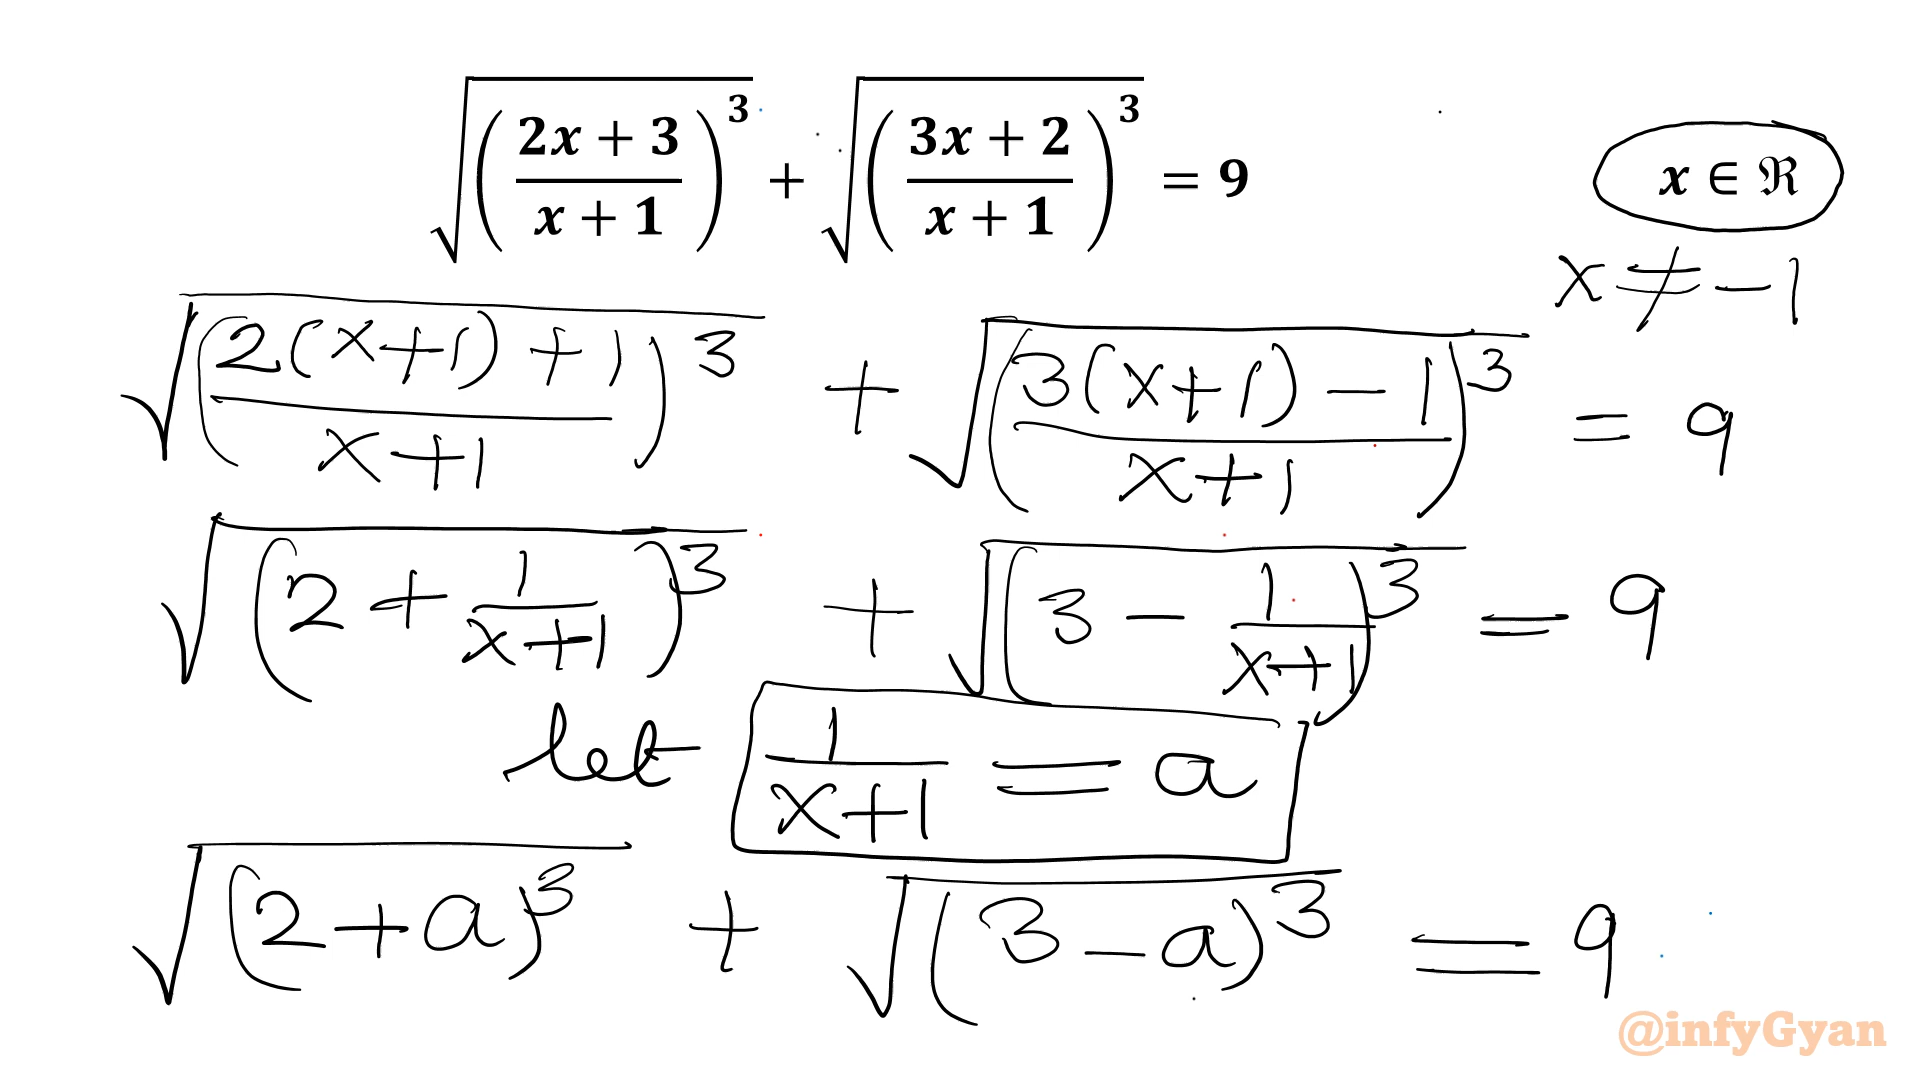 √((2x + 3)/(x + 1))³ + √((3x + 2)/(x + 1))³ = 9
x ∈ ℜ
x ≠ -1
√((2(x+1)+1)/(x+1))³ + √((3(x+1)-1)/(x+1))³ = 9
√(2 + 1/(x+1))³ + √(3 - 1/(x+1))³ = 9
let 1/(x+1) = a
√(2+a)³ + √(3-a)³ = 9
@infyGyan